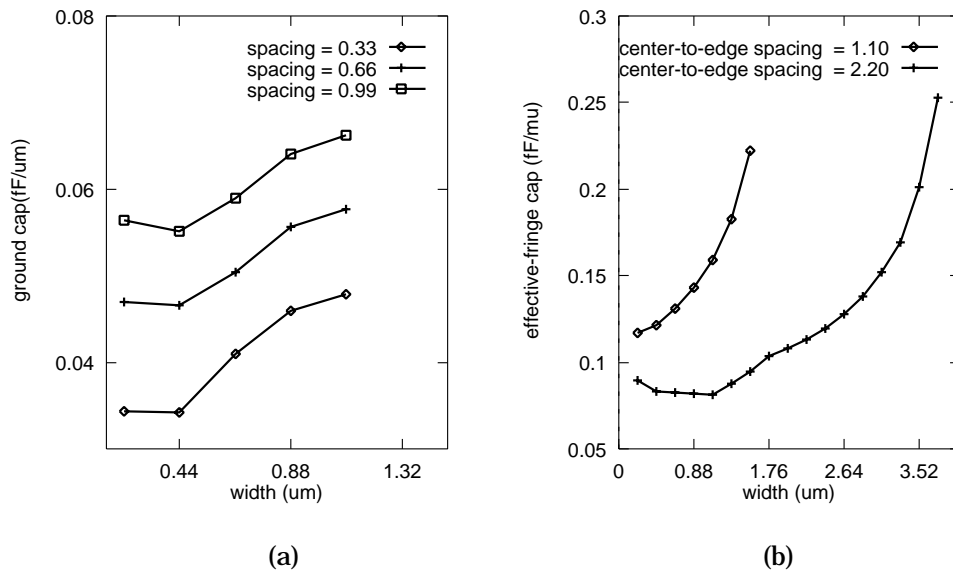 0.08
spacing = 0.33
spacing = 0.66
spacing = 0.99
0.06
0.04
ground cap(fF/um)
0.44 0.88 1.32
width (um)
(a)
0.3
center-to-edge spacing = 1.10
center-to-edge spacing = 2.20
0.25
0.2
0.15
0.1
0.05
effective-fringe cap (fF/mu)
0 0.88 1.76 2.64 3.52
width (um)
(b)